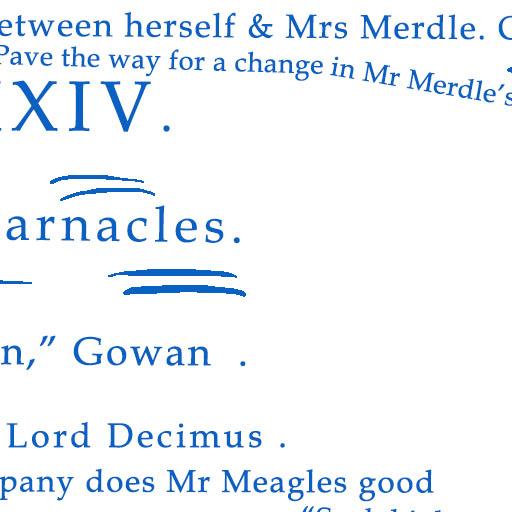 etween herself & Mrs Merdle.
Pave the way for a change in Mr Merdle's
XIV.
arnacles.
n,” Gowan .
Lord Decimus .
pany does Mr Meagles good